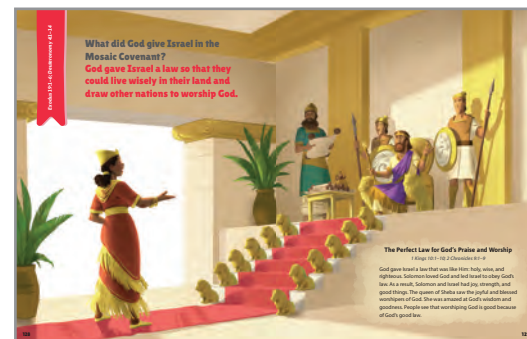 Exodus 19:1–6; Deuteronomy 4:1–14
What did God give Israel in the
Mosaic Covenant?
God gave Israel a law so that they
could live wisely in their land and
draw other nations to worship God.
The Perfect Law for God's Praise and Worship
1 Kings 10:1–10; 2 Chronicles 9:1–9
God gave Israel a law that was like Him: holy, wise, and
righteous. Solomon loved God and led Israel to obey God's
law. As a result, Solomon and Israel had joy, strength, and
good things. The queen of Sheba saw the joyful and blessed
worshipers of God. She was amazed at God's wisdom and
goodness. People see that worshiping God is good because
of God's good law.